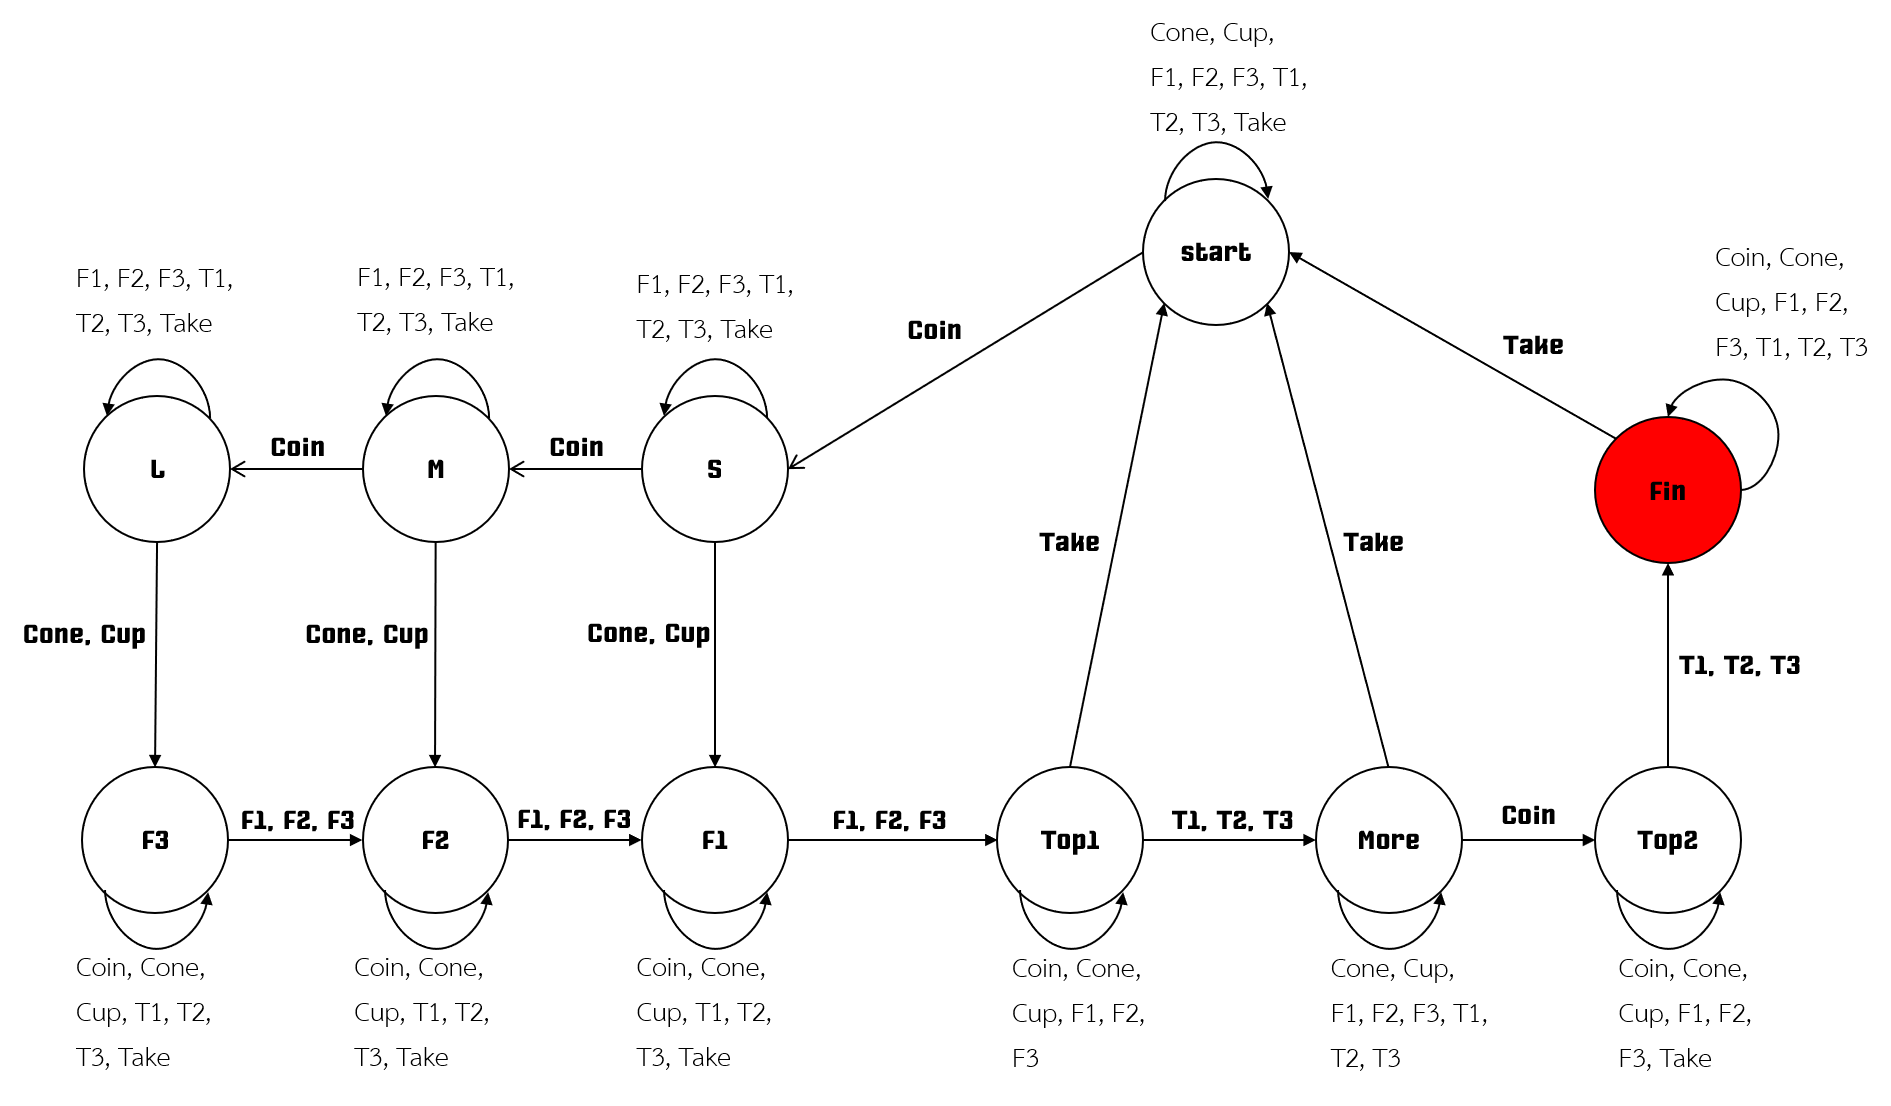 Cone, Cup,
F1, F2, F3, T1,
T2, T3, Take
start
Coin, Cone,
Cup, F1, F2,
F3, T1, T2, T3
F1, F2, F3, T1,
T2, T3, Take
F1, F2, F3, T1,
T2, T3, Take
F1, F2, F3, T1,
T2, T3, Take
Coin
Take
L
Coin
M
Coin
S
Fin
Take
Take
Cone, Cup
Cone, Cup
Cone, Cup
T1, T2, T3
F3
F1, F2, F3
F2
F1, F2, F3
F1
F1, F2, F3
Top1
T1, T2, T3
More
Coin
Top2
Coin, Cone,
Cup, T1, T2,
T3, Take
Coin, Cone,
Cup, T1, T2,
T3, Take
Coin, Cone,
Cup, T1, T2,
T3, Take
Coin, Cone,
Cup, F1, F2,
F3
Cone, Cup,
F1, F2, F3, T1,
T2, T3
Coin, Cone,
Cup, F1, F2,
F3, Take